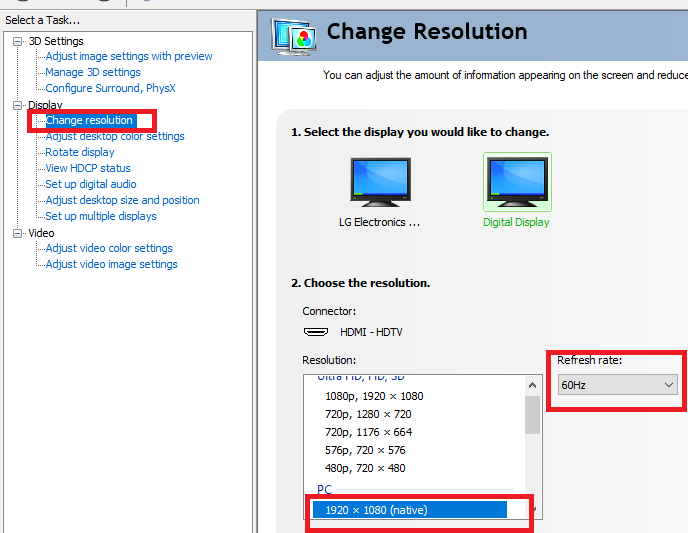 Select a Task...
3D Settings
Adjust image settings with preview
Manage 3D settings
Configure Surround, PhysX
Display
Change resolution
Adjust desktop color settings
Rotate display
View HDCP status
Set up digital audio
Adjust desktop size and position
Set up multiple displays
Video
Adjust video color settings
Adjust video image settings
Change Resolution
You can adjust the amount of information appearing on the screen and reduce
1. Select the display you would like to change.
LG Electronics ...
Digital Display
2. Choose the resolution.
Connector:
HDMI - HDTV
Resolution:
Refresh rate:
60Hz
Ultra HD, HD, SD
1080p, 1920 × 1080
720p, 1280 × 720
720p, 1176 × 664
576p, 720 × 576
480p, 720 × 480
PC
1920 × 1080 (native)